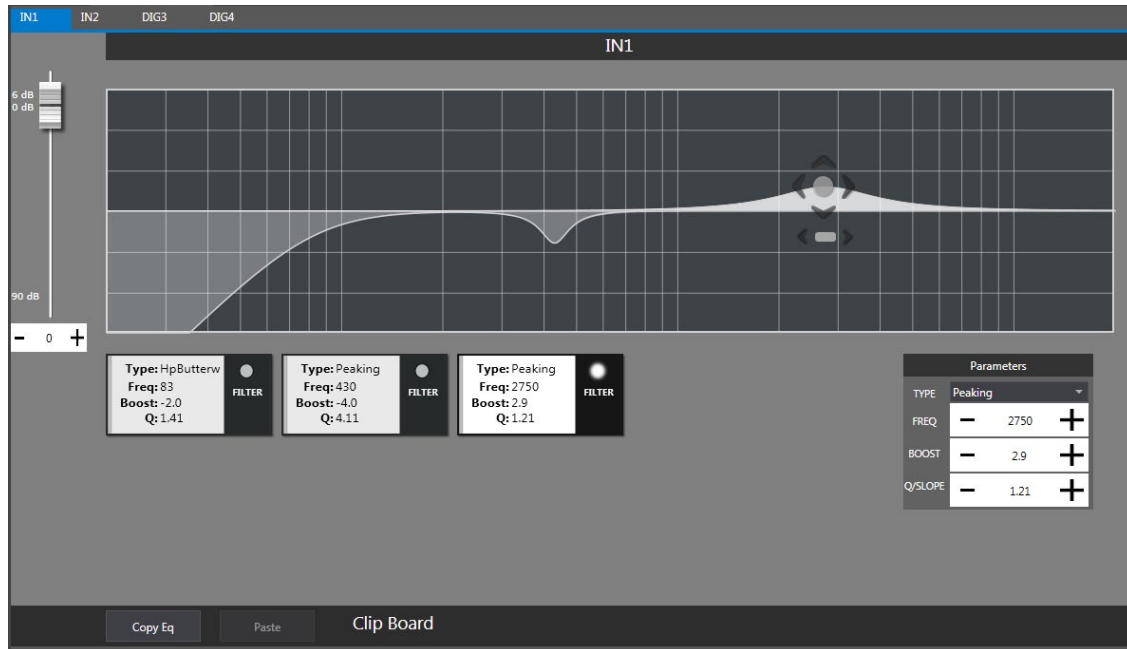 IN1 IN2 DIG3 DIG4
IN1
6 dB
0 dB
90 dB
- 0 +
Type: HpButterw
Freq: 83
Boost: -2.0
Q: 1.41
FILTER
Type: Peaking
Freq: 430
Boost: -4.0
Q: 4.11
FILTER
Type: Peaking
Freq: 2750
Boost: 2.9
Q: 1.21
FILTER
Parameters
TYPE Peaking
FREQ - 2750 +
BOOST - 2.9 +
Q/SLOPE - 1.21 +
Copy Eq Paste Clip Board